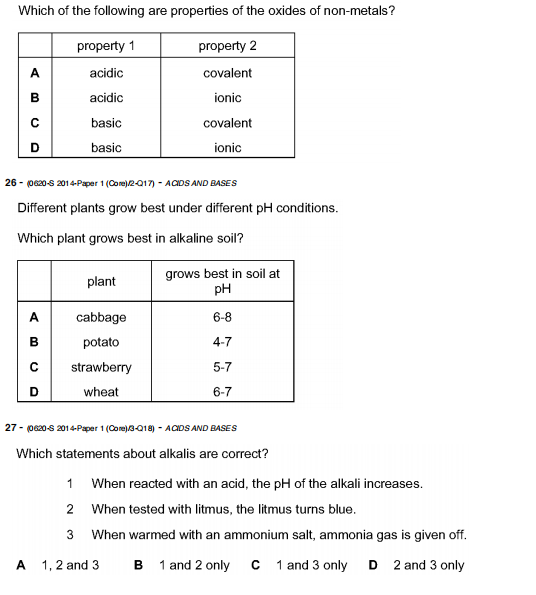 Which of the following are properties of the oxides of non-metals?
property 1 property 2
A acidic covalent
B acidic ionic
C basic covalent
D basic ionic
26 - (0620-S 2014-Paper 1 (Core)/2-Q17) - ACIDS AND BASES
Different plants grow best under different pH conditions.
Which plant grows best in alkaline soil?
plant grows best in soil at
pH
A cabbage 6-8
B potato 4-7
C strawberry 5-7
D wheat 6-7
27 - (0620-S 2014-Paper 1 (Core)/3-Q18) - ACIDS AND BASES
Which statements about alkalis are correct?
1 When reacted with an acid, the pH of the alkali increases.
2 When tested with litmus, the litmus turns blue.
3 When warmed with an ammonium salt, ammonia gas is given off.
A 1, 2 and 3 B 1 and 2 only C 1 and 3 only D 2 and 3 only